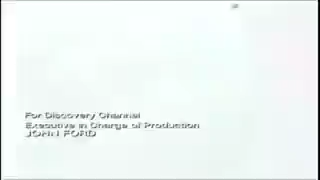 For Discovery Channel
Executive in Charge of Production
JOHN FORD